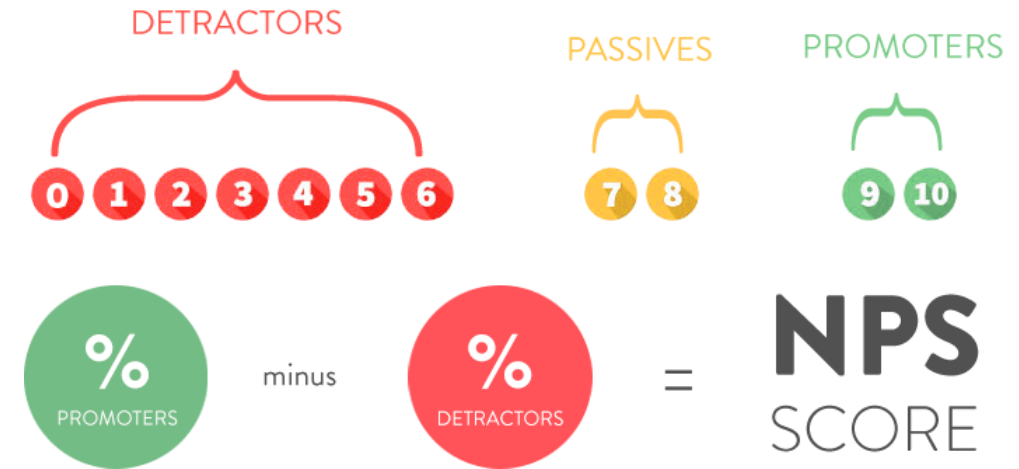 DETRACTORS
PASSIVES
PROMOTERS
0 1 2 3 4 5 6
7 8
9 10
%
PROMOTERS
minus
%
DETRACTORS
=
NPS
SCORE